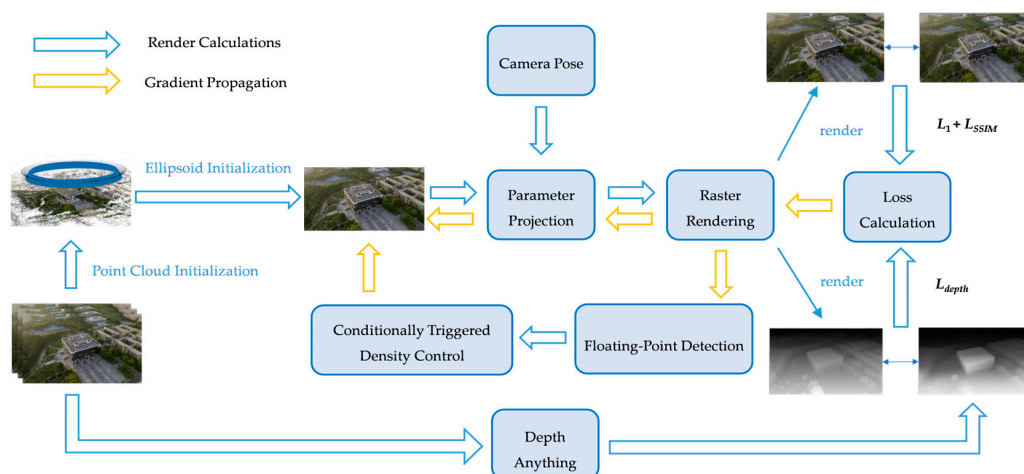 Render Calculations
Gradient Propagation
Camera Pose
render
L1 + LSSIM
Ellipsoid Initialization
Parameter
Projection
Raster
Rendering
Loss
Calculation
Point Cloud Initialization
render
Ldepth
Conditionally Triggered
Density Control
Floating-Point Detection
Depth
Anything